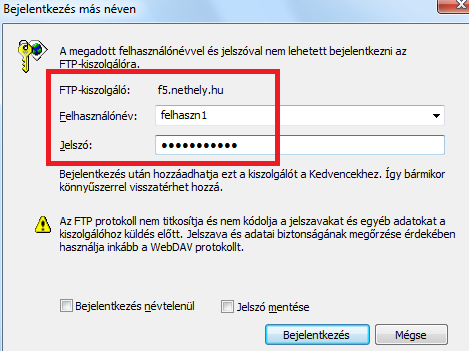 Bejelentkezés más néven
A megadott felhasználónévvel és jelszóval nem lehetett bejelentkezni az
FTP-kiszolgálóra.
FTP-kiszolgáló: f5.nethely.hu
Felhasználónév: felhaszn1
Jelszó: ●●●●●●●●●●●
Bejelentkezés után hozzáadhatja ezt a kiszolgálót a Kedvencekhez. Így bármikor
könnyűszerrel visszatérhet hozzá.
Az FTP protokoll nem titkosítja és nem kódolja a jelszavakat és egyéb adatokat a
kiszolgálóhoz küldés előtt. Jelszava és adatai biztonságának megőrzése érdekében
használja inkább a WebDAV protokollt.
Bejelentkezés névtelenül Jelszó mentése
Bejelentkezés Mégse